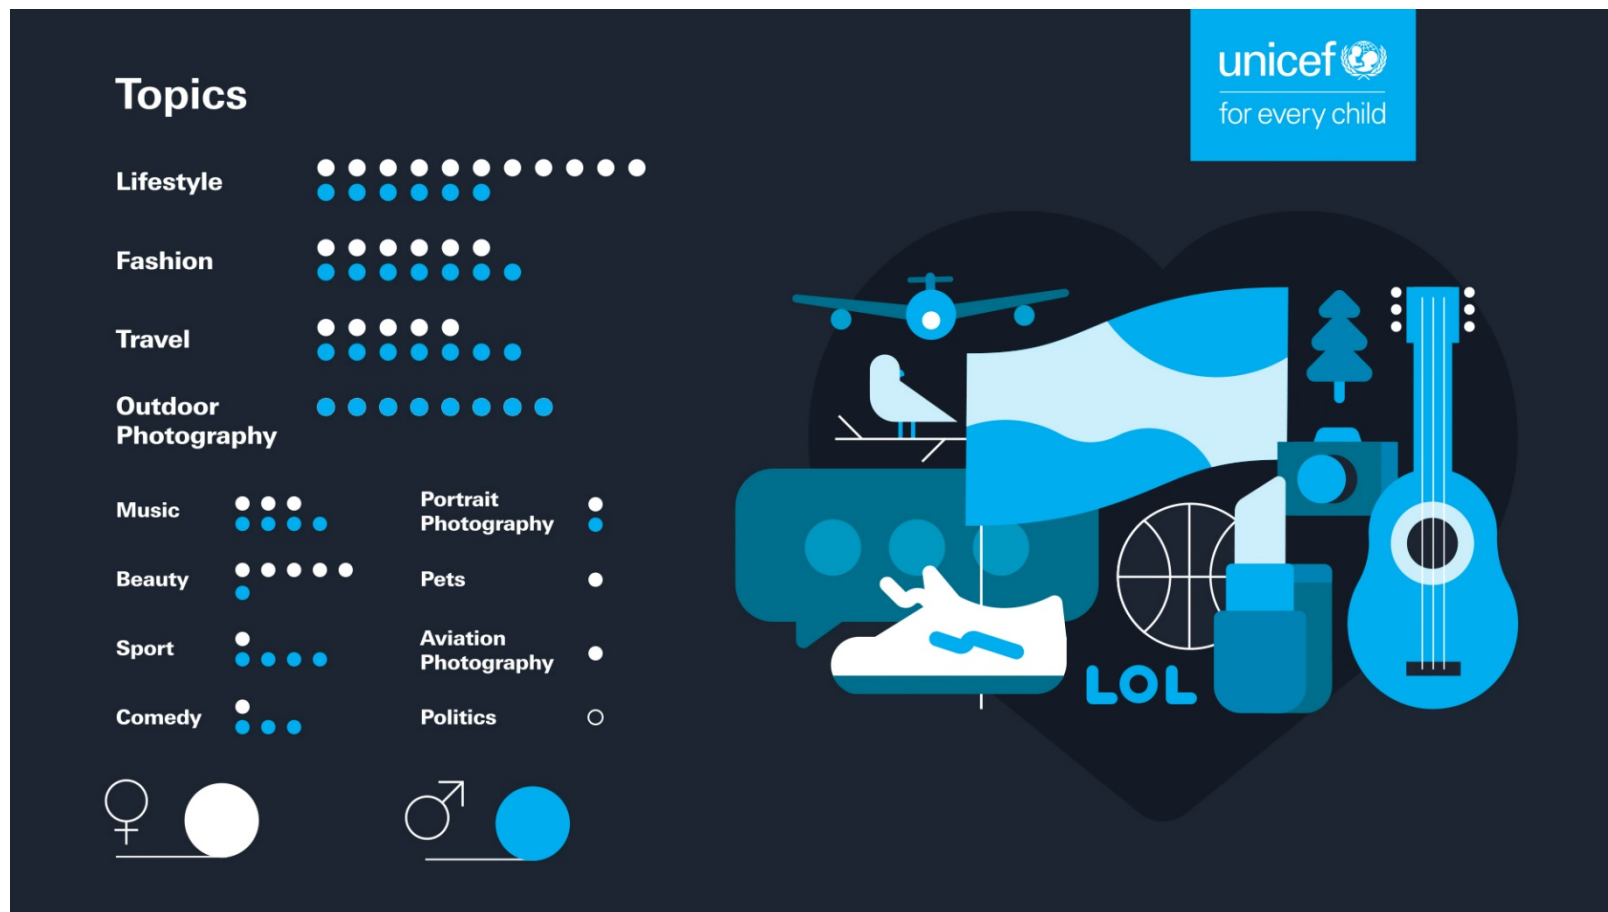 Topics
unicef
for every child
Lifestyle
Fashion
Travel
Outdoor
Photography
Music
Beauty
Sport
Comedy
Portrait
Photography
Pets
Aviation
Photography
Politics
LOL